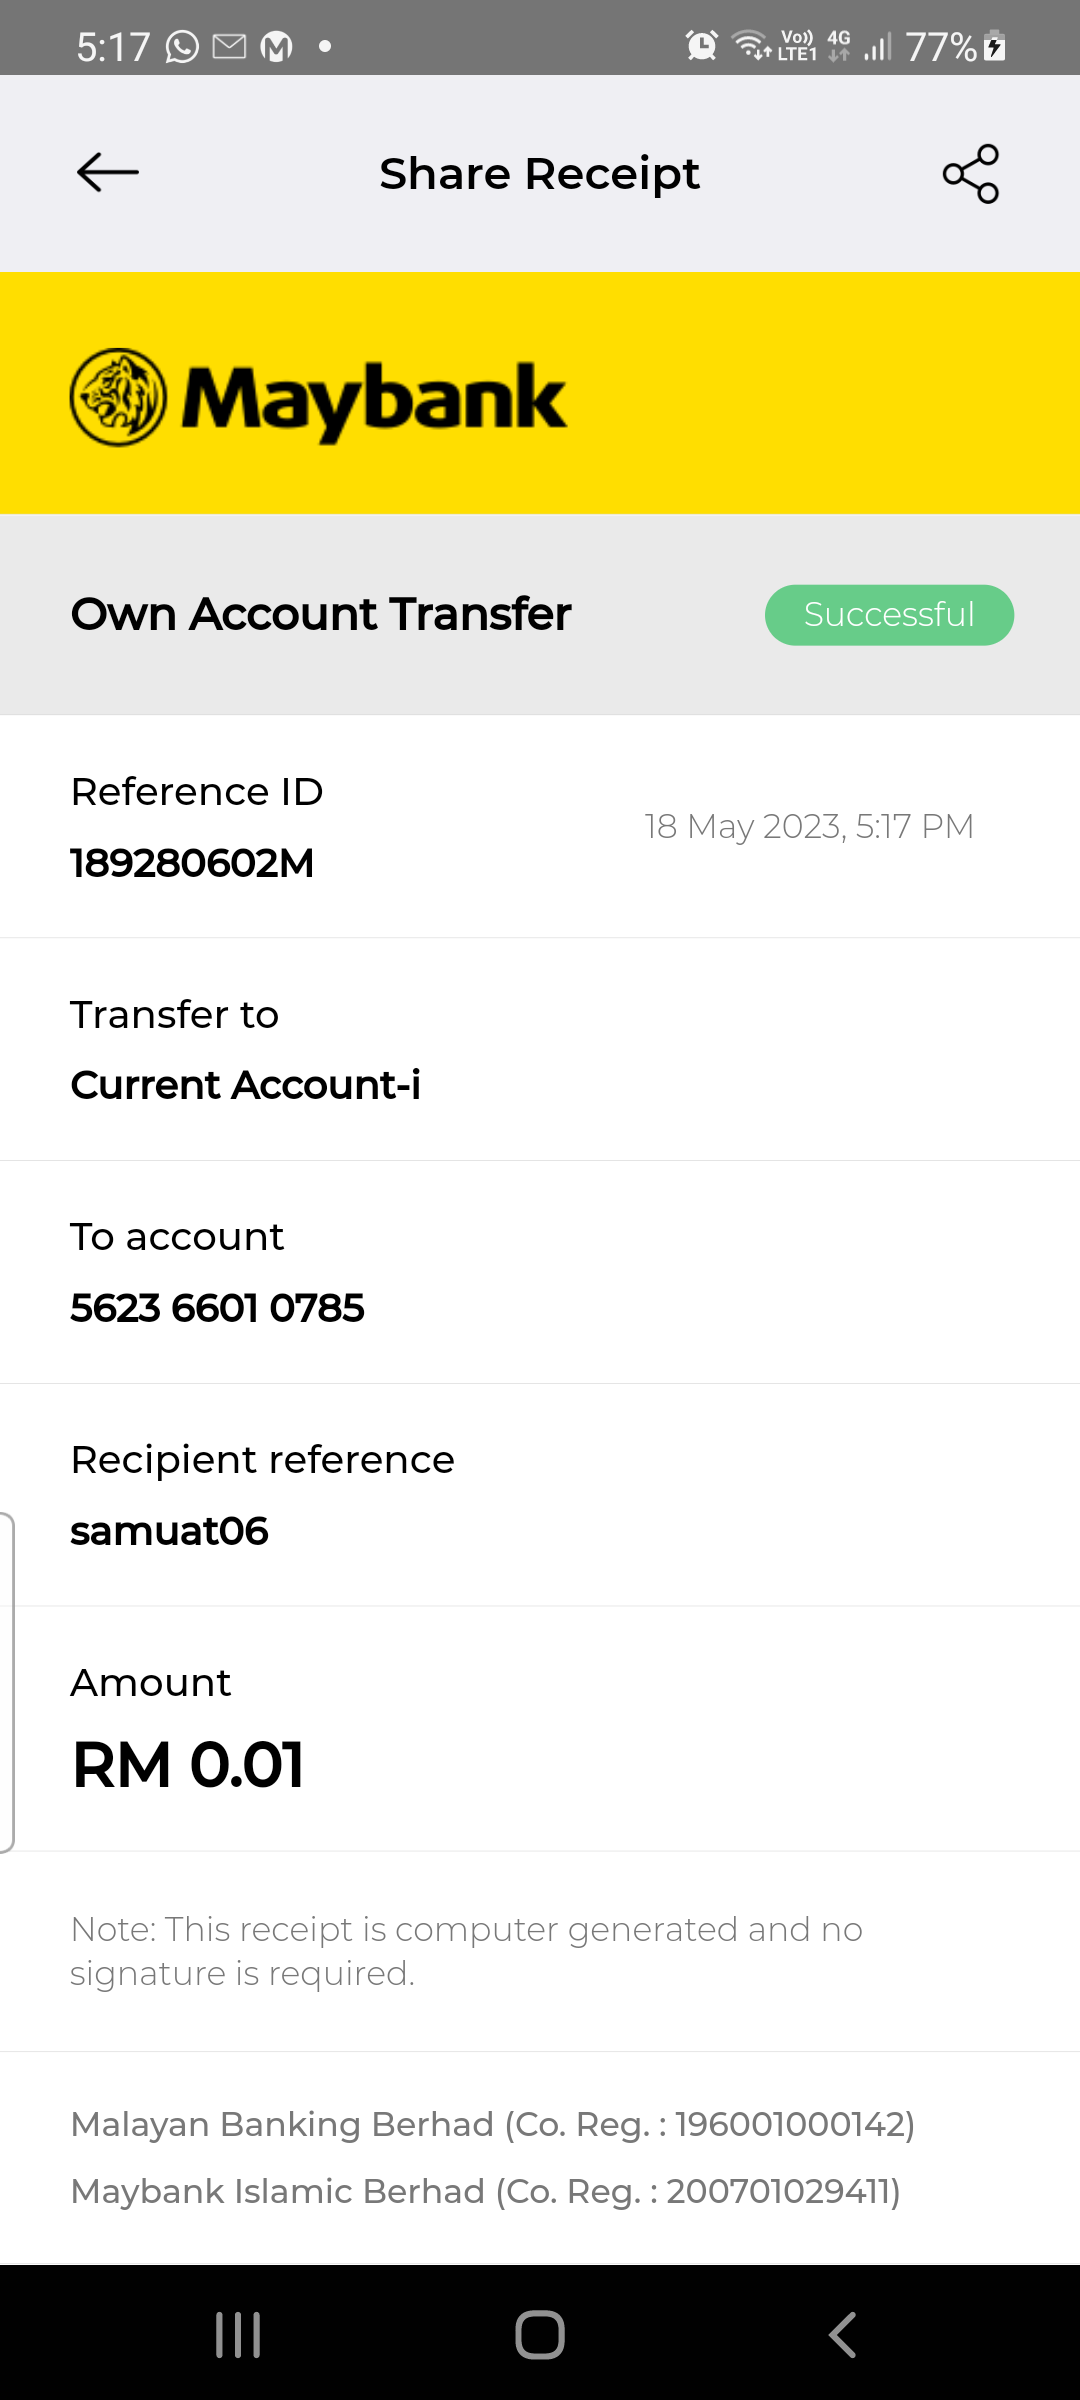 5:17 Vo)) LTE1 4G 77%
Share Receipt
Maybank
Own Account Transfer Successful
Reference ID
18 May 2023, 5:17 PM
189280602M
Transfer to
Current Account-i
To account
5623 6601 0785
Recipient reference
samuat06
Amount
RM 0.01
Note: This receipt is computer generated and no
signature is required.
Malayan Banking Berhad (Co. Reg. : 196001000142)
Maybank Islamic Berhad (Co. Reg. : 200701029411)